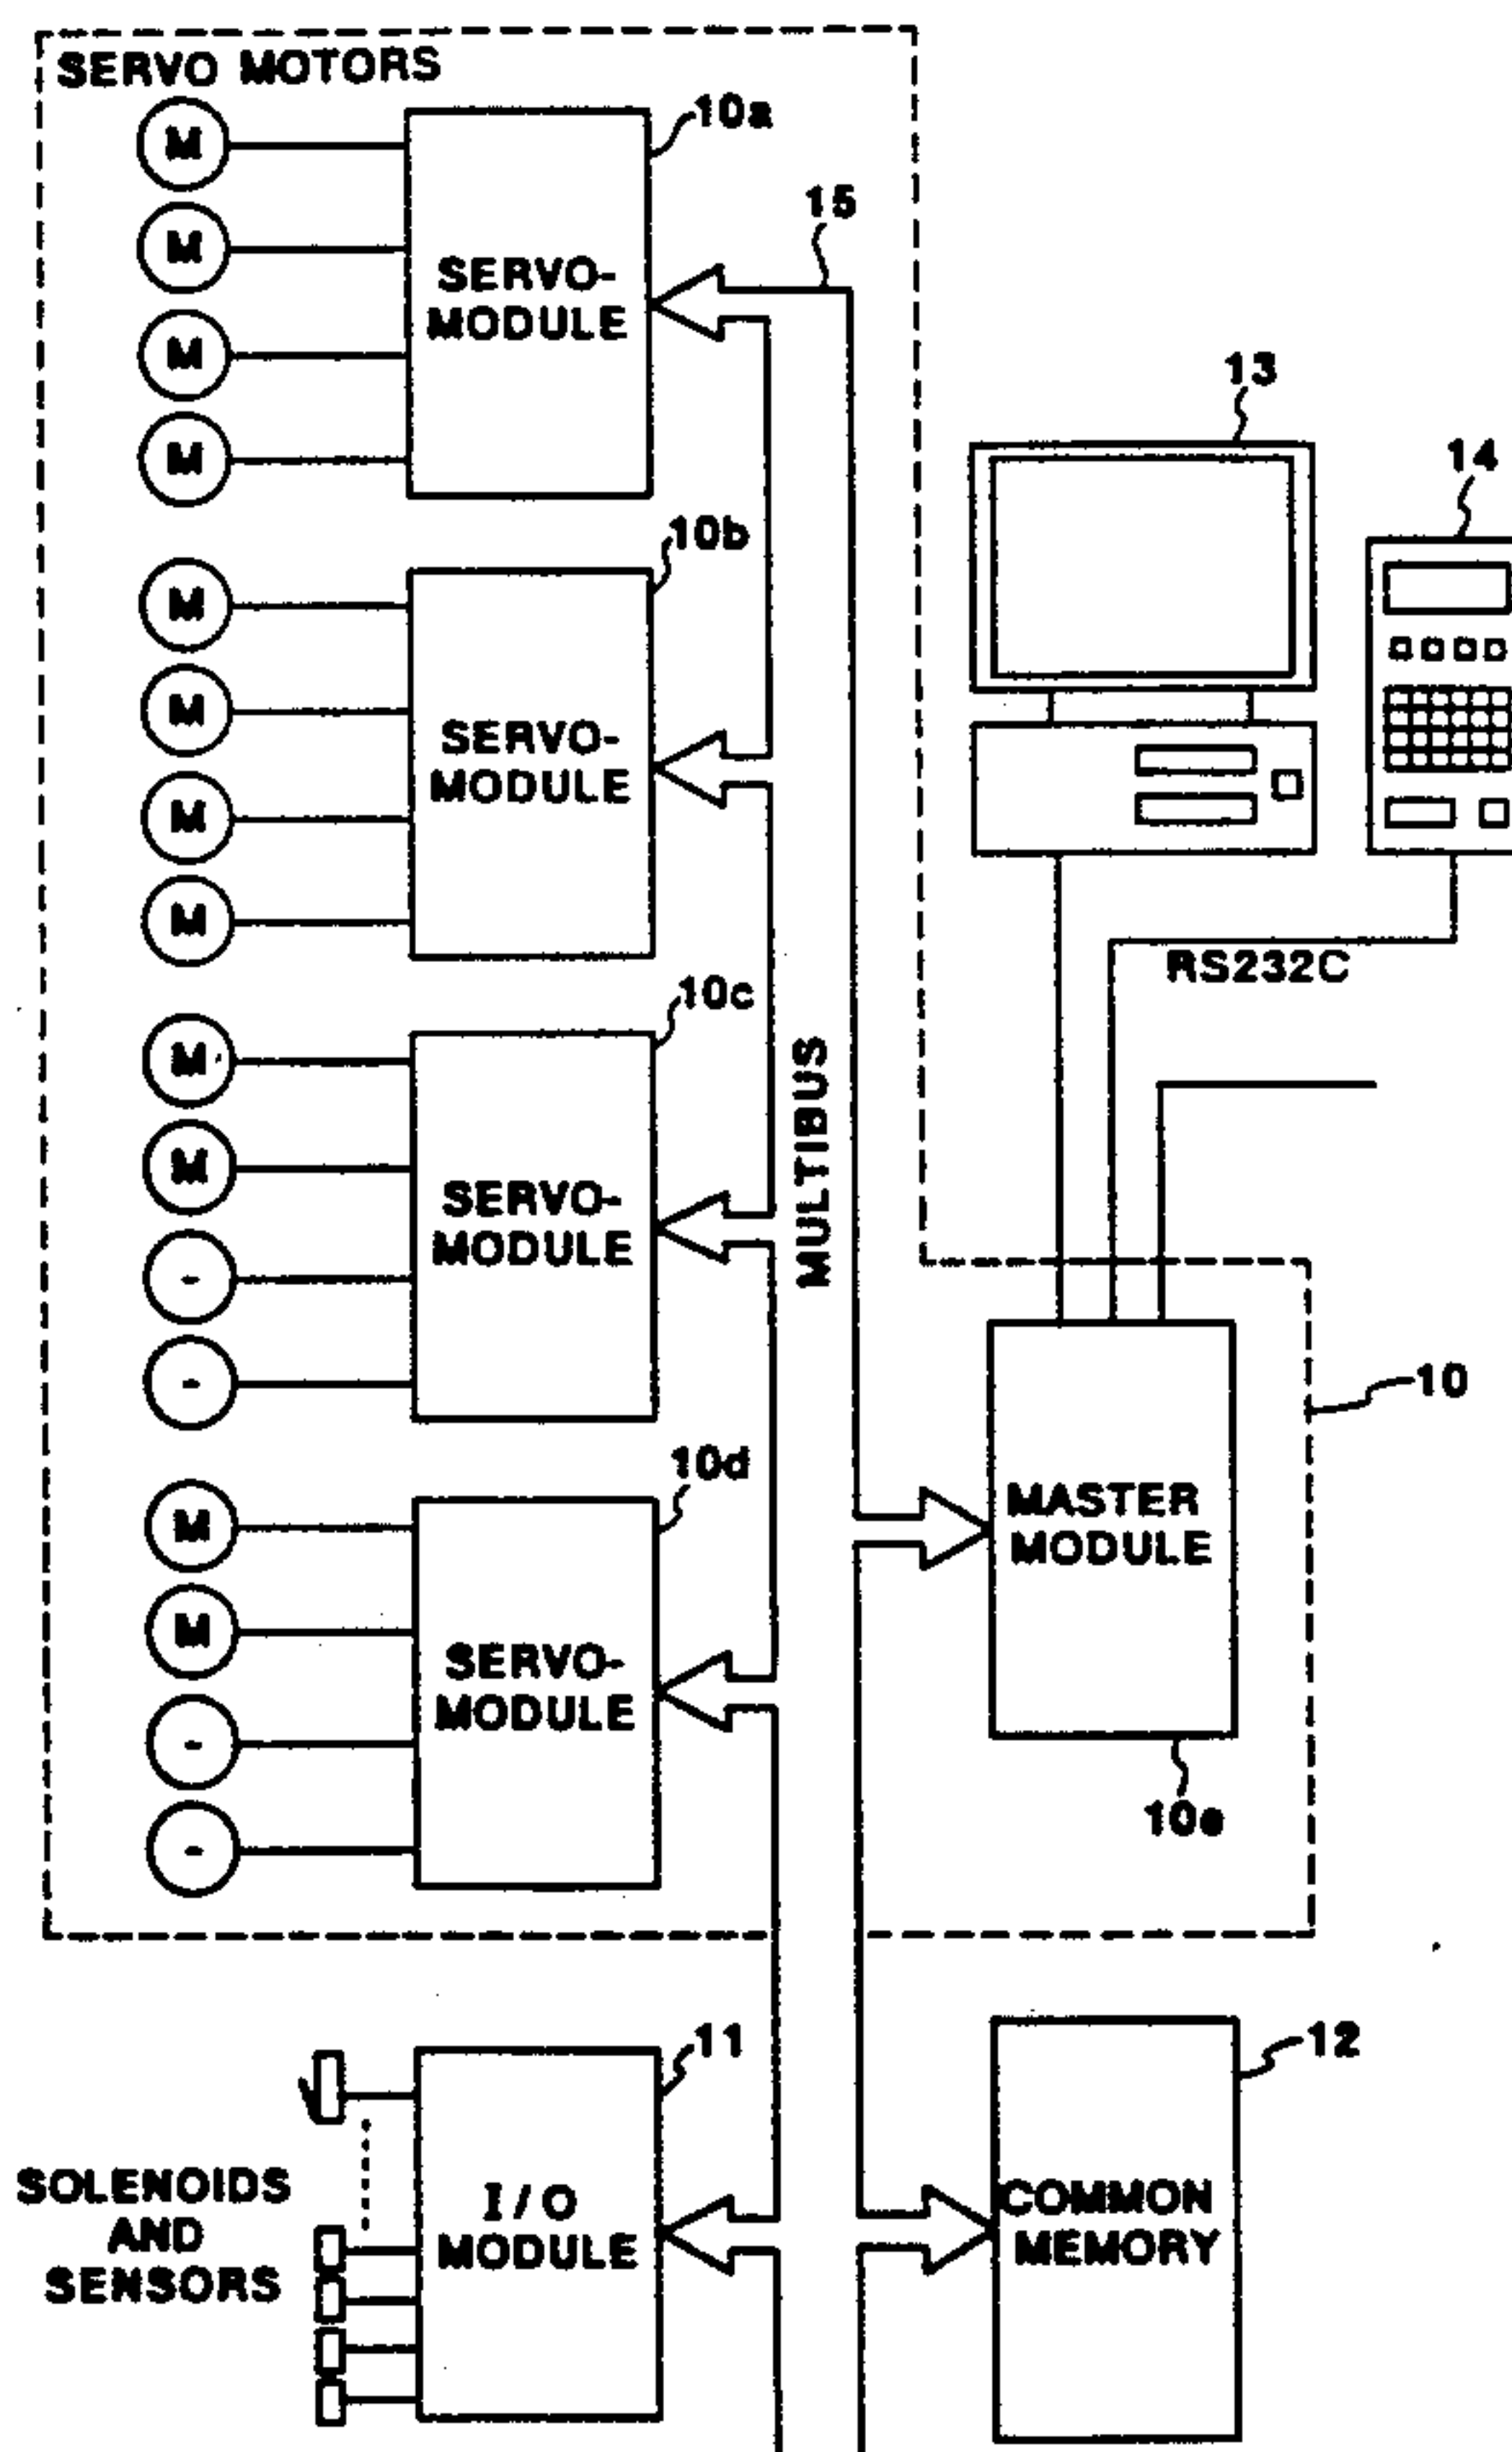 SERVO MOTORS
10a
M
M
M
M
SERVO-
MODULE
15
13
14
10b
M
M
M
M
SERVO-
MODULE
RS232C
10c
M
M
-
-
SERVO-
MODULE
MULTIBUS
10
10d
M
M
-
-
SERVO-
MODULE
MASTER
MODULE
10e
11
12
SOLENOIDS
AND
SENSORS
I/O
MODULE
COMMON
MEMORY